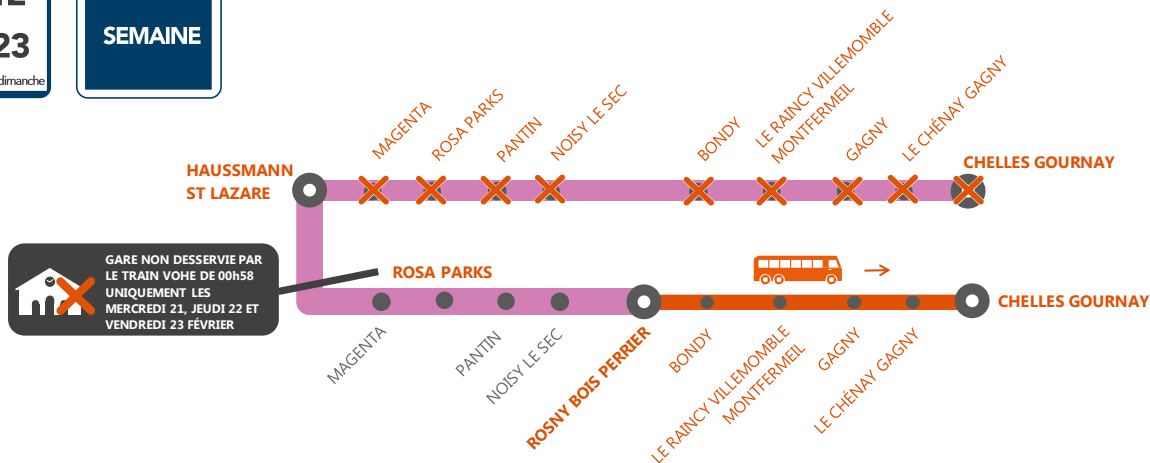 23
dimanche
SEMAINE
MAGENTA
ROSA PARKS
PANTIN
NOISY LE SEC
BONDY
LE RAINCY VILLEMOMBLE
MONTFERMEIL
GAGNY
LE CHÉNAY GAGNY
CHELLES GOURNAY
HAUSSMANN
ST LAZARE
GARE NON DESSERVIE PAR
LE TRAIN VOHE DE 00h58
UNIQUEMENT LES
MERCREDI 21, JEUDI 22 ET
VENDREDI 23 FÉVRIER
ROSA PARKS
CHELLES GOURNAY
MAGENTA
PANTIN
NOISY LE SEC
ROSNY BOIS PERRIER
BONDY
LE RAINCY VILLEMOMBLE
MONTFERMEIL
GAGNY
LE CHÉNAY GAGNY